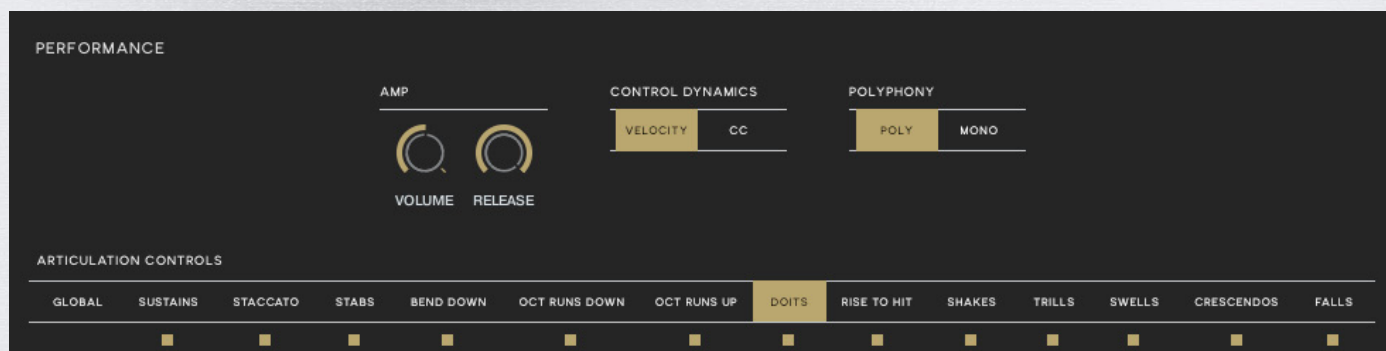 PERFORMANCE
AMP
CONTROL DYNAMICS
POLYPHONY
VELOCITY CC
POLY MONO
VOLUME RELEASE
ARTICULATION CONTROLS
GLOBAL SUSTAINS STACCATO STABS BEND DOWN OCT RUNS DOWN OCT RUNS UP DOITS RISE TO HIT SHAKES TRILLS SWELLS CRESCENDOS FALLS